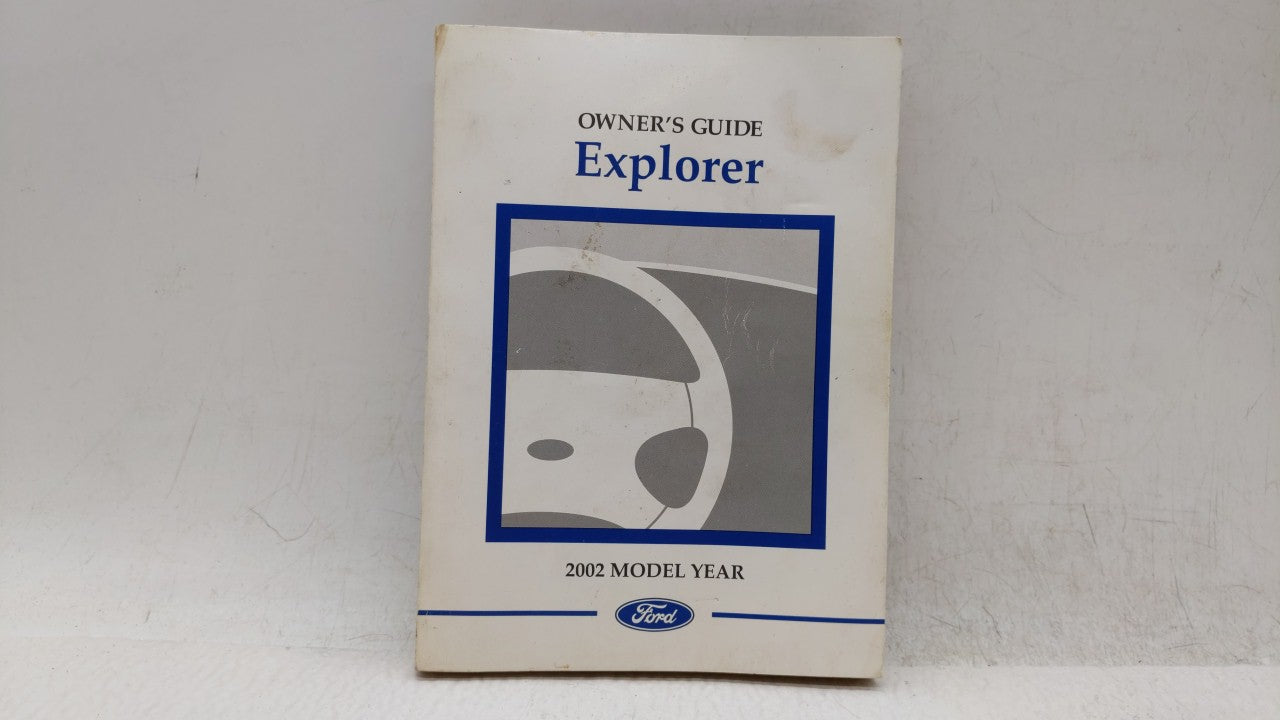 OWNER'S GUIDE
Explorer
2002 MODEL YEAR
Ford